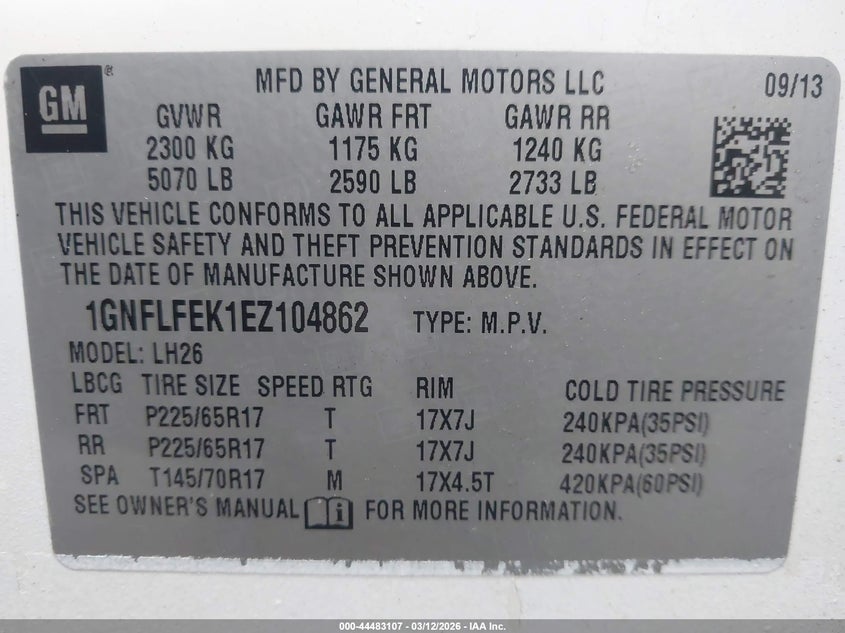 GM®
MFD BY GENERAL MOTORS LLC 09/13
GVWR GAWR FRT GAWR RR
2300 KG 1175 KG 1240 KG
5070 LB 2590 LB 2733 LB
THIS VEHICLE CONFORMS TO ALL APPLICABLE U.S. FEDERAL MOTOR
VEHICLE SAFETY AND THEFT PREVENTION STANDARDS IN EFFECT ON
THE DATE OF MANUFACTURE SHOWN ABOVE.
1GNFLFEK1EZ104862 TYPE: M.P.V.
MODEL: LH26
LBCG TIRE SIZE SPEED RTG RIM COLD TIRE PRESSURE
FRT P225/65R17 T 17X7J 240KPA(35PSI)
RR P225/65R17 T 17X7J 240KPA(35PSI)
SPA T145/70R17 M 17X4.5T 420KPA(60PSI)
SEE OWNER'S MANUAL i FOR MORE INFORMATION.
000-44483107 - 03/12/2026 - IAA Inc.